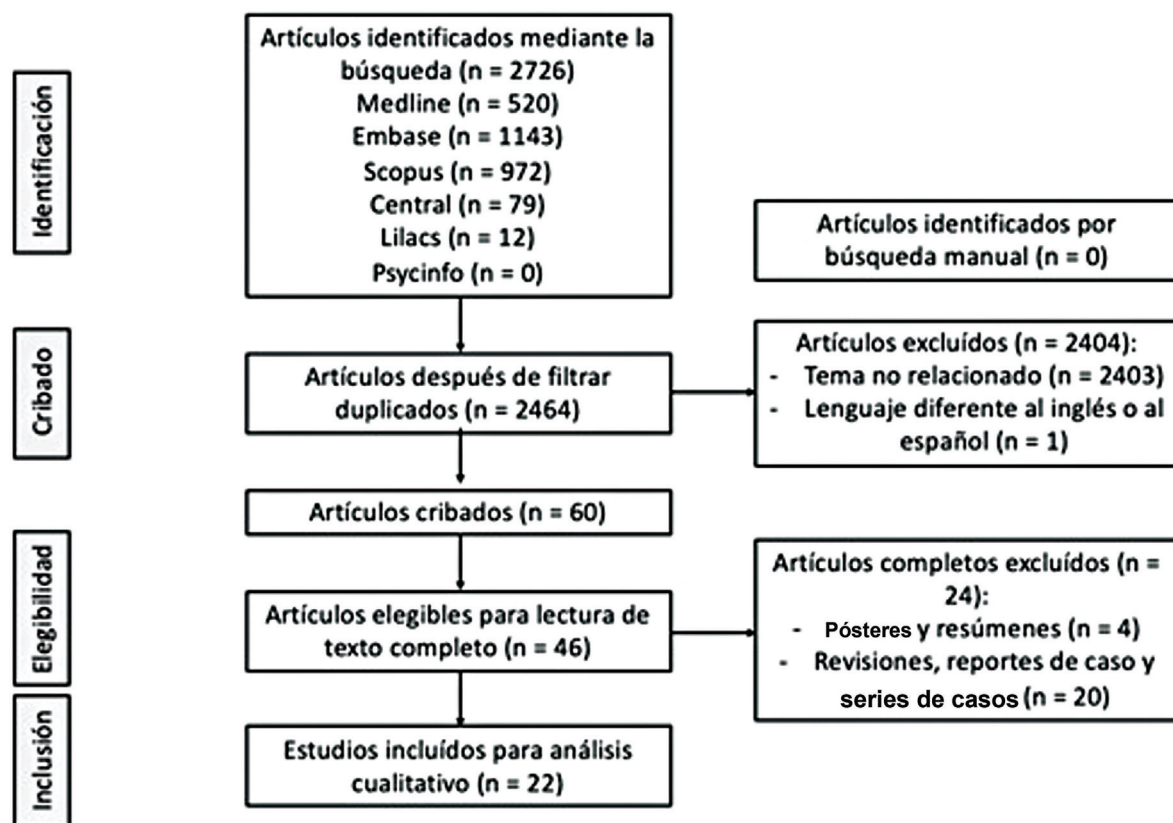 Identificación
Artículos identificados mediante la
búsqueda (n = 2726)
Medline (n = 520)
Embase (n = 1143)
Scopus (n = 972)
Central (n = 79)
Lilacs (n = 12)
Psycinfo (n = 0)
Artículos identificados por
búsqueda manual (n = 0)
Cribado
Artículos después de filtrar
duplicados (n = 2464)
Artículos excluídos (n = 2404):
- Tema no relacionado (n = 2403)
- Lenguaje diferente al inglés o al
español (n = 1)
Artículos cribados (n = 60)
Elegibilidad
Artículos elegibles para lectura de
texto completo (n = 46)
Artículos completos excluídos (n =
24):
- Pósteres y resúmenes (n = 4)
- Revisiones, reportes de caso y
series de casos (n = 20)
Inclusión
Estudios incluídos para análisis
cualitativo (n = 22)